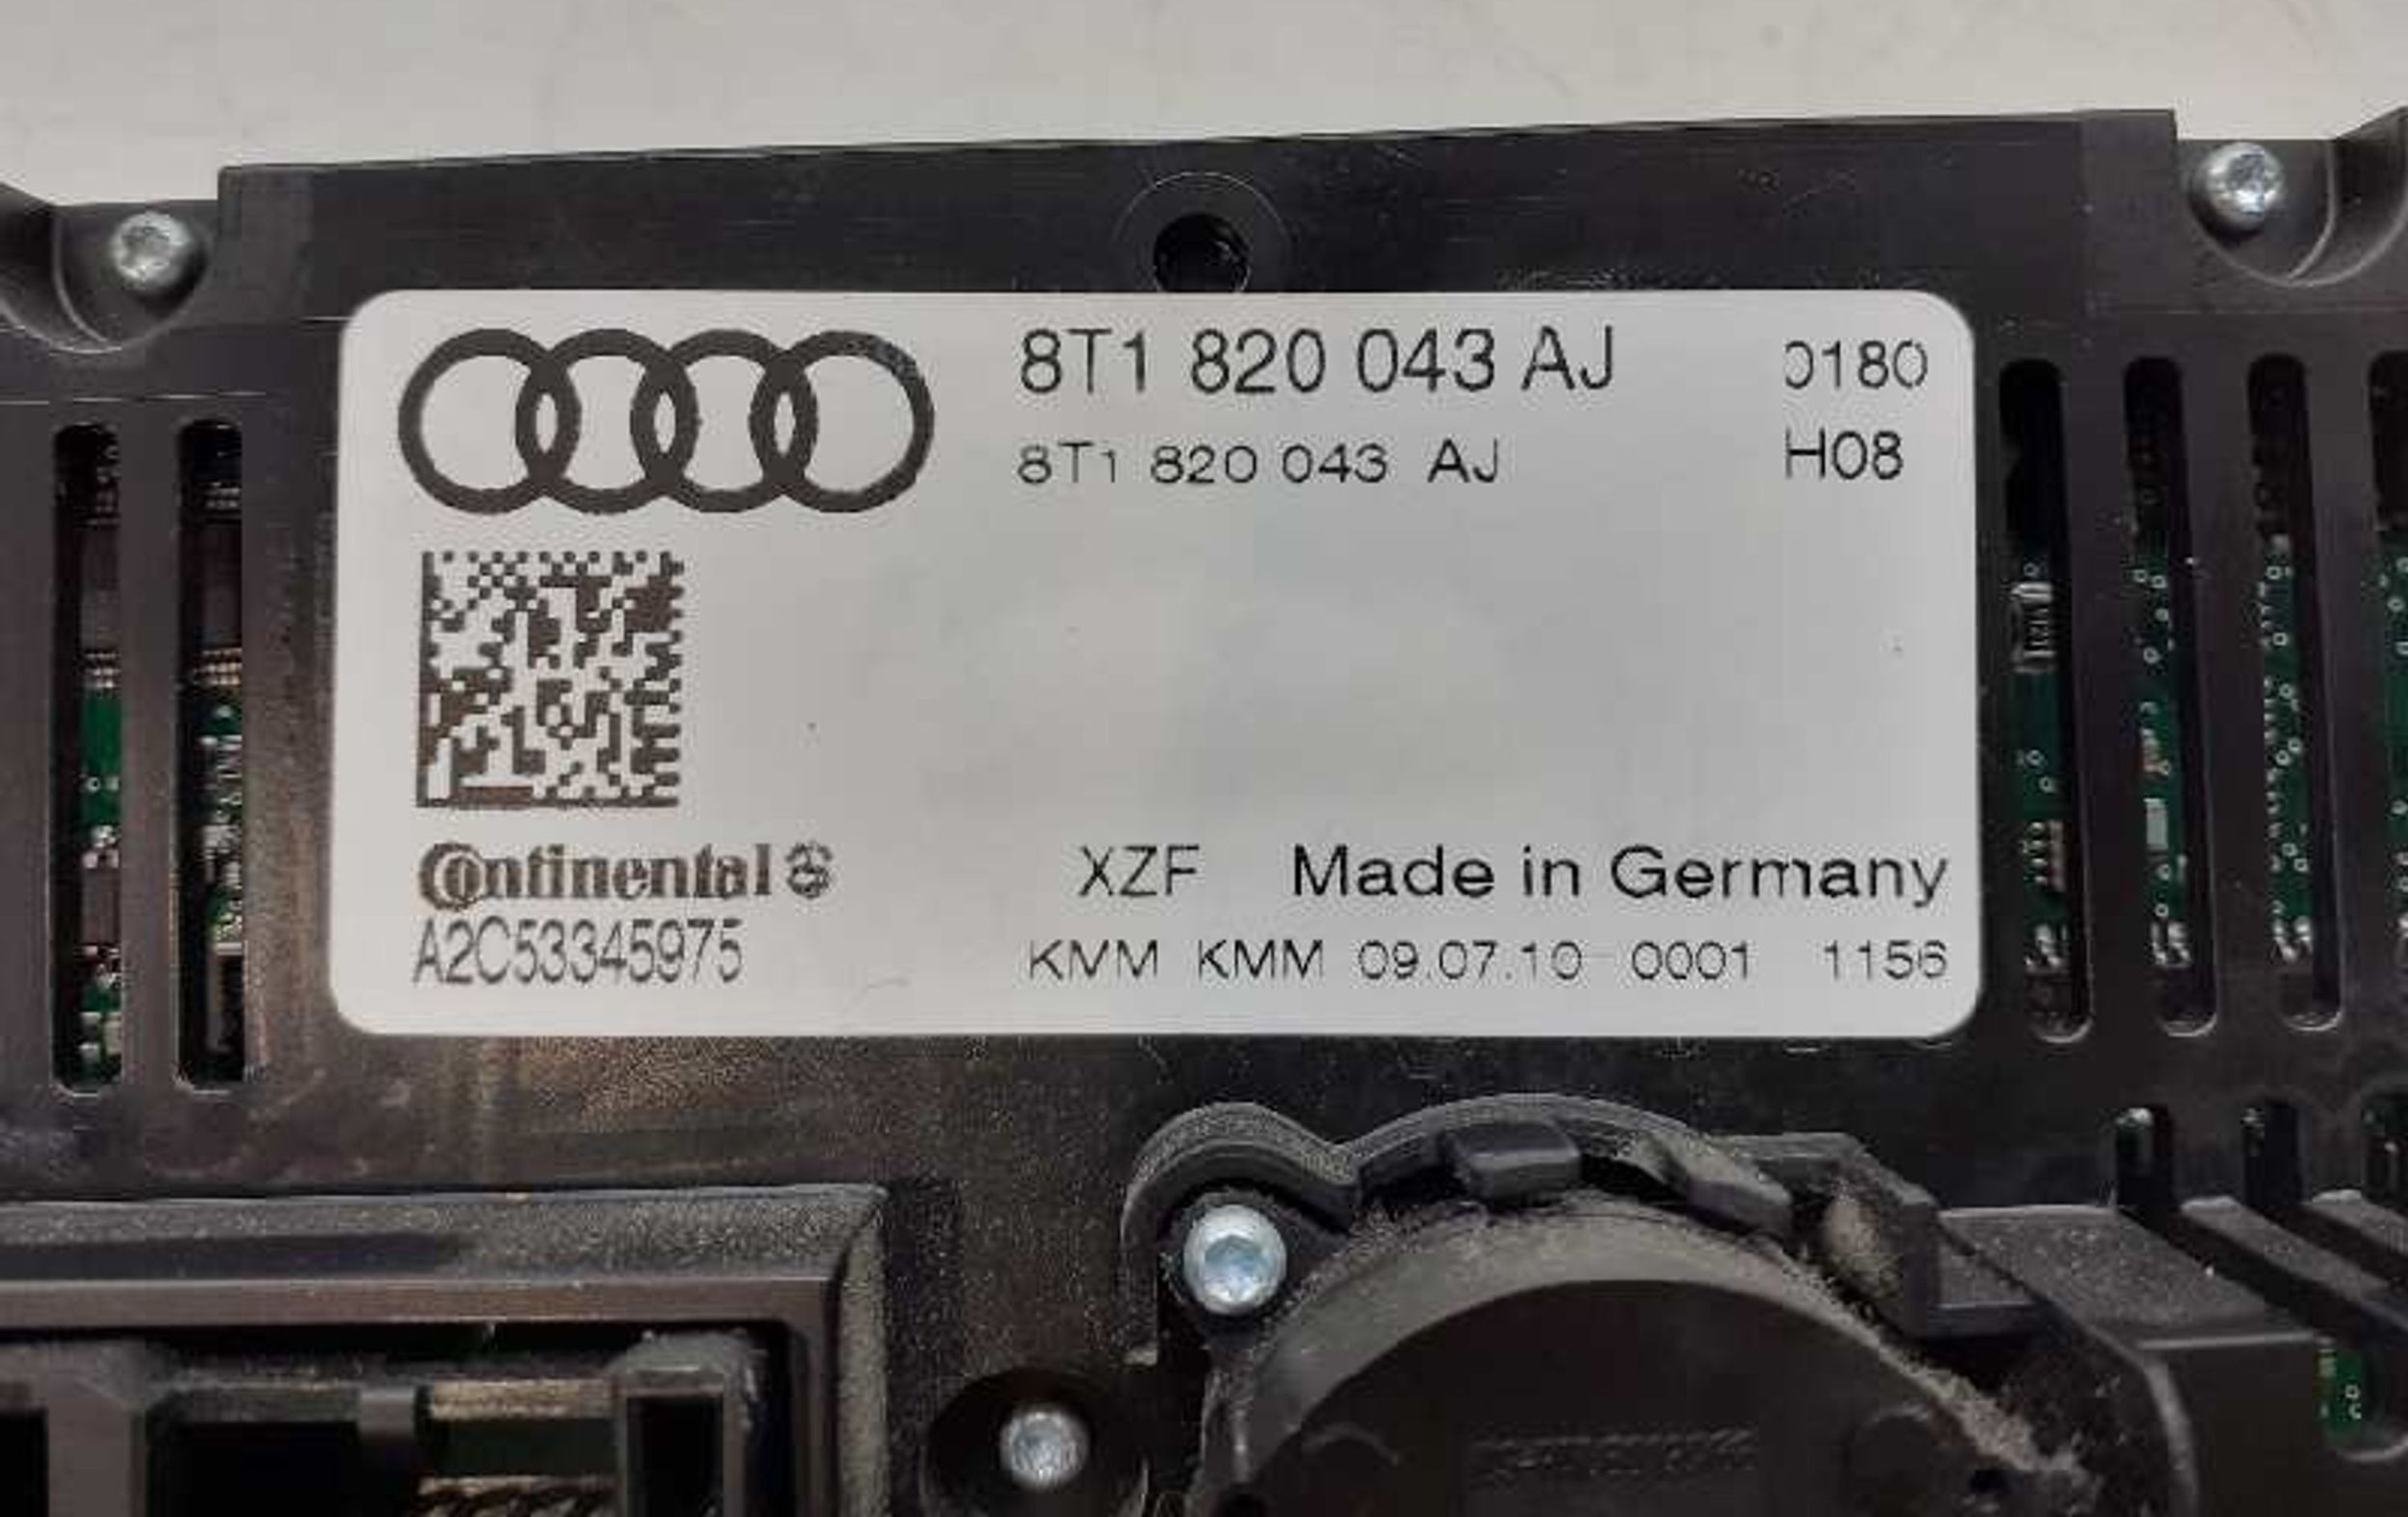 8T1 820 043 AJ 0180
8T1 820 043 AJ H08
Continental
A2C53345975
XZF Made in Germany
KMM KMM 09.07.10 0001 1156